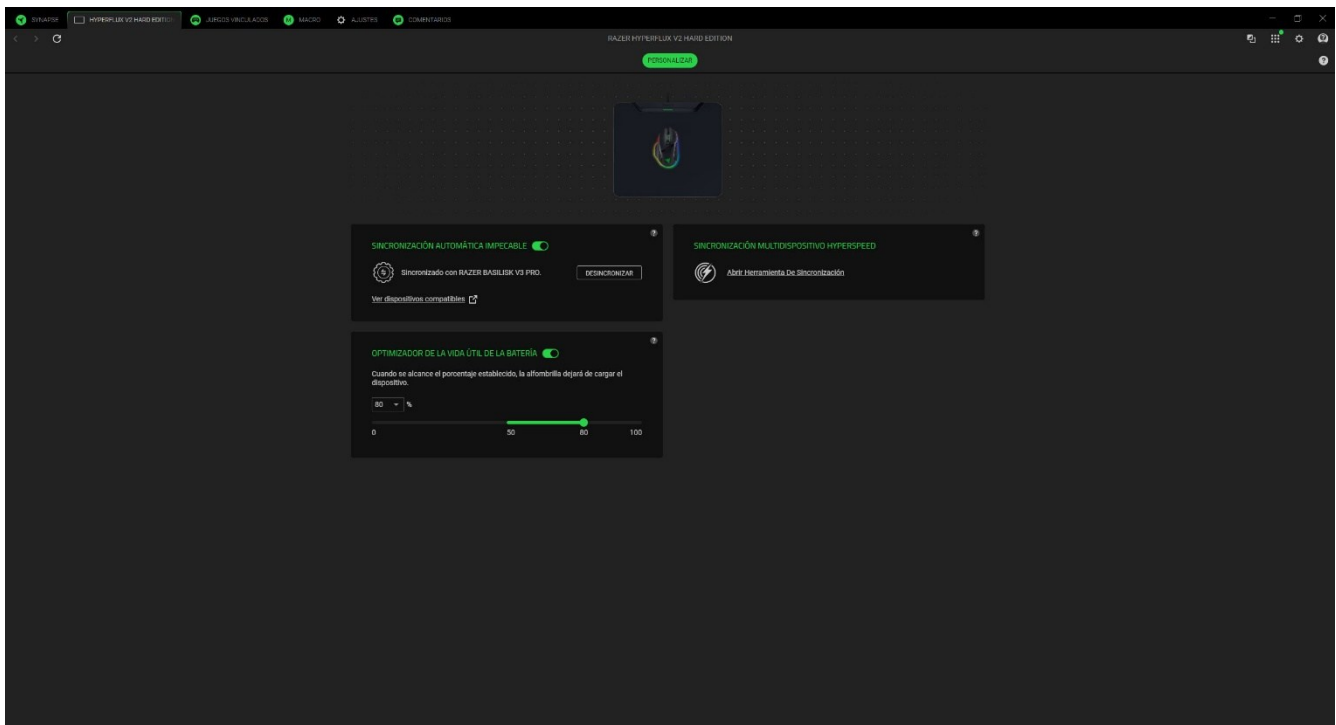 SYNAPSE
HYPERFLUX V2 HARD EDITION
JUEGOS VINCULADOS
MACRO
AJUSTES
COMENTARIOS
RAZER HYPERFLUX V2 HARD EDITION
PERSONALIZAR
SINCRONIZACIÓN AUTOMÁTICA IMPECABLE
Sincronizado con RAZER BASILISK V3 PRO.
DESINCRONIZAR
Ver dispositivos compatibles
SINCRONIZACIÓN MULTIDISPOSITIVO HYPERSPEED
Abrir Herramienta De Sincronización
OPTIMIZADOR DE LA VIDA ÚTIL DE LA BATERÍA
Cuando se alcance el porcentaje establecido, la alfombrilla dejará de cargar el
dispositivo.
80 %
0 50 80 100